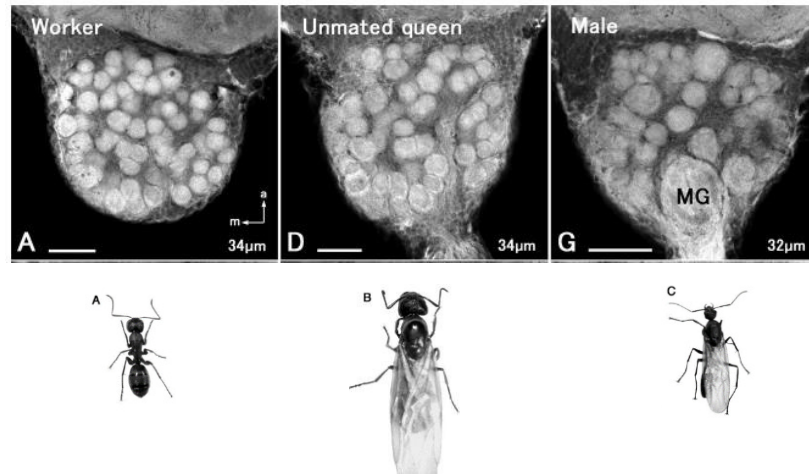 Worker
a
m
A
34μm
Unmated queen
D
34μm
Male
MG
G
32μm
A
B
C